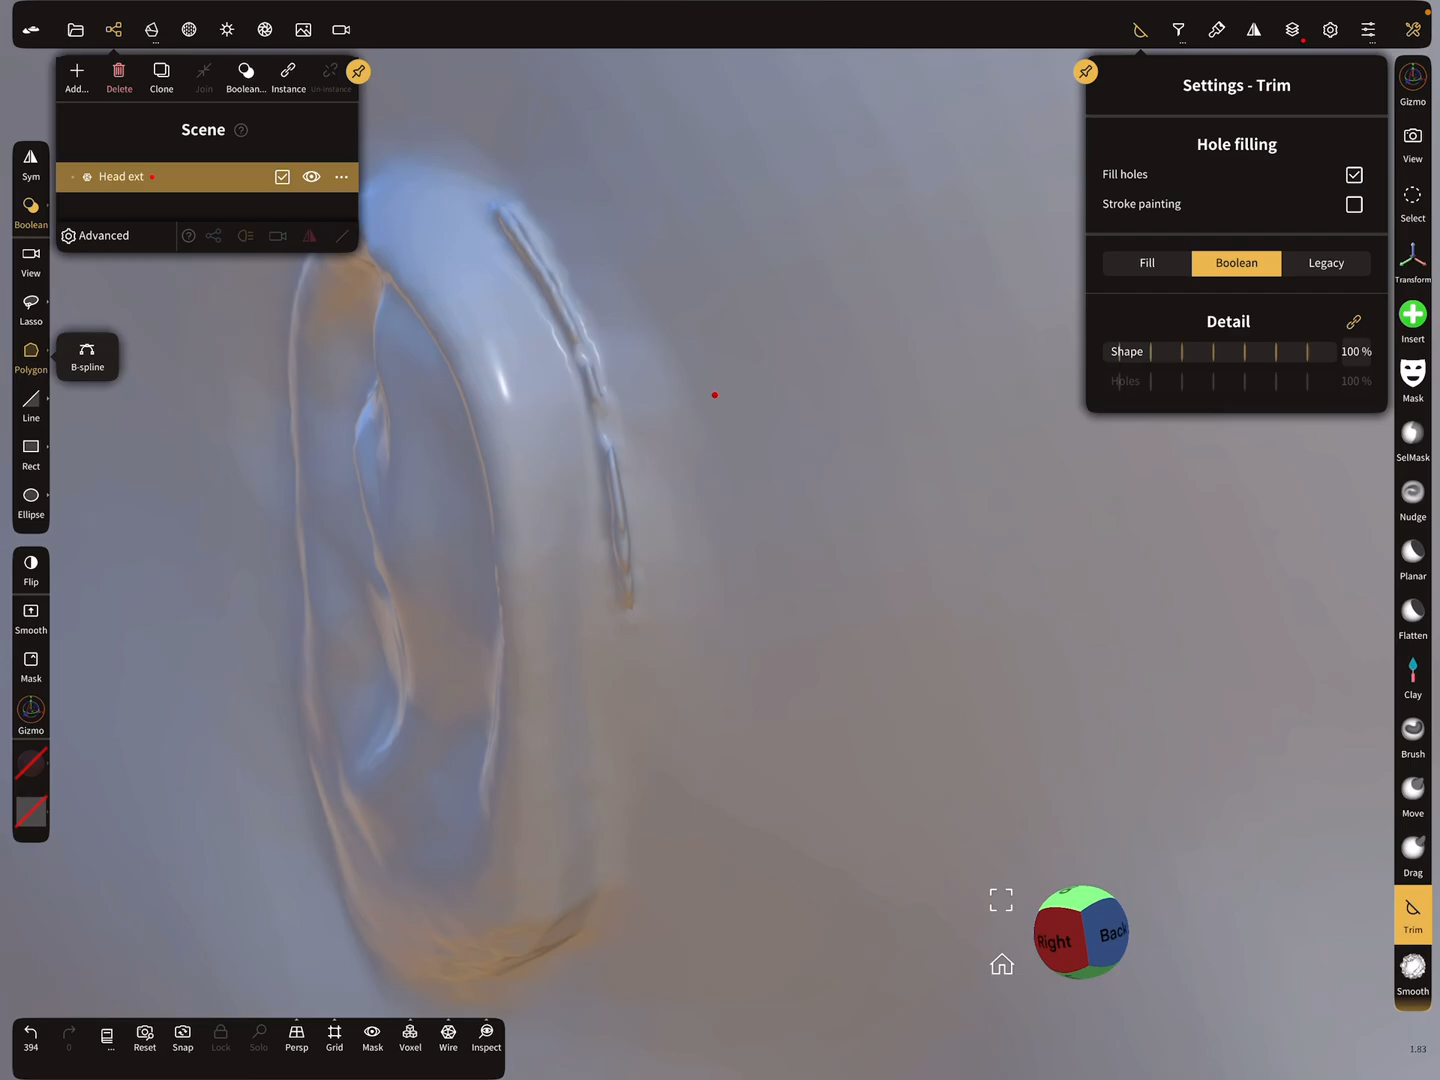 Add...
Delete
Clone
Join
Boolean...
Instance
Un-instance
Scene
Head ext
Advanced
Sym
Boolean
View
Lasso
Polygon
B-spline
Line
Rect
Ellipse
Flip
Smooth
Mask
Gizmo
394
0
...
Reset
Snap
Lock
Solo
Persp
Grid
Mask
Voxel
Wire
Inspect
Settings - Trim
Hole filling
Fill holes
Stroke painting
Fill
Boolean
Legacy
Detail
Shape
100 %
Holes
100 %
Right
Back
Gizmo
View
Select
Transform
Insert
Mask
SelMask
Nudge
Planar
Flatten
Clay
Brush
Move
Drag
Trim
Smooth
1.83